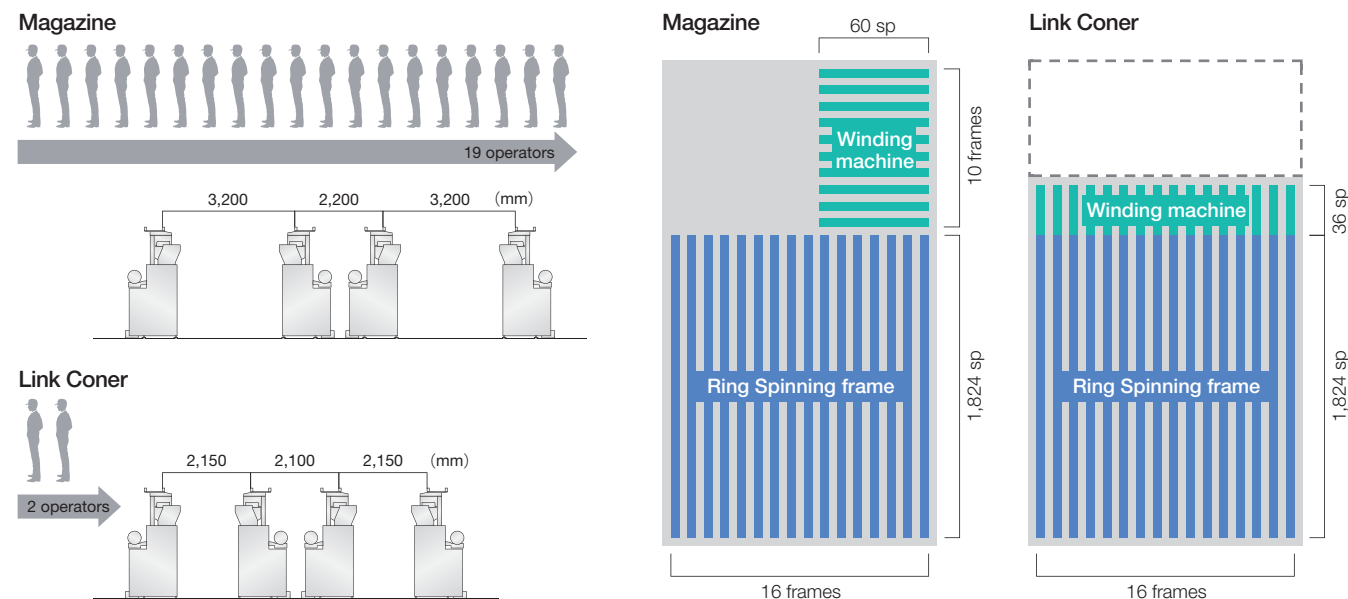 Magazine
19 operators
3,200 2,200 3,200 (mm)
Link Coner
2 operators
2,150 2,100 2,150 (mm)
Magazine
60 sp
Winding
machine
10 frames
Ring Spinning frame
1,824 sp
16 frames
Link Coner
Winding machine
36 sp
Ring Spinning frame
1,824 sp
16 frames